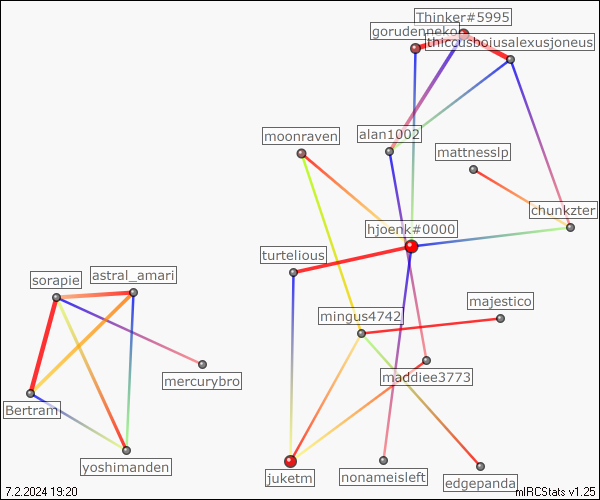 Thinker#5995
gorudenneko
thiccusboiusalexusjoneus
moonraven
alan1002
mattnesslp
chunkzter
hjoenk#0000
turtelious
sorapie
astral_amari
majestico
mingus4742
mercurybro
maddiee3773
Bertram
yoshimanden
juketm
nonameisleft
edgepanda
7.2.2024 19:20
mIRCStats v1.25